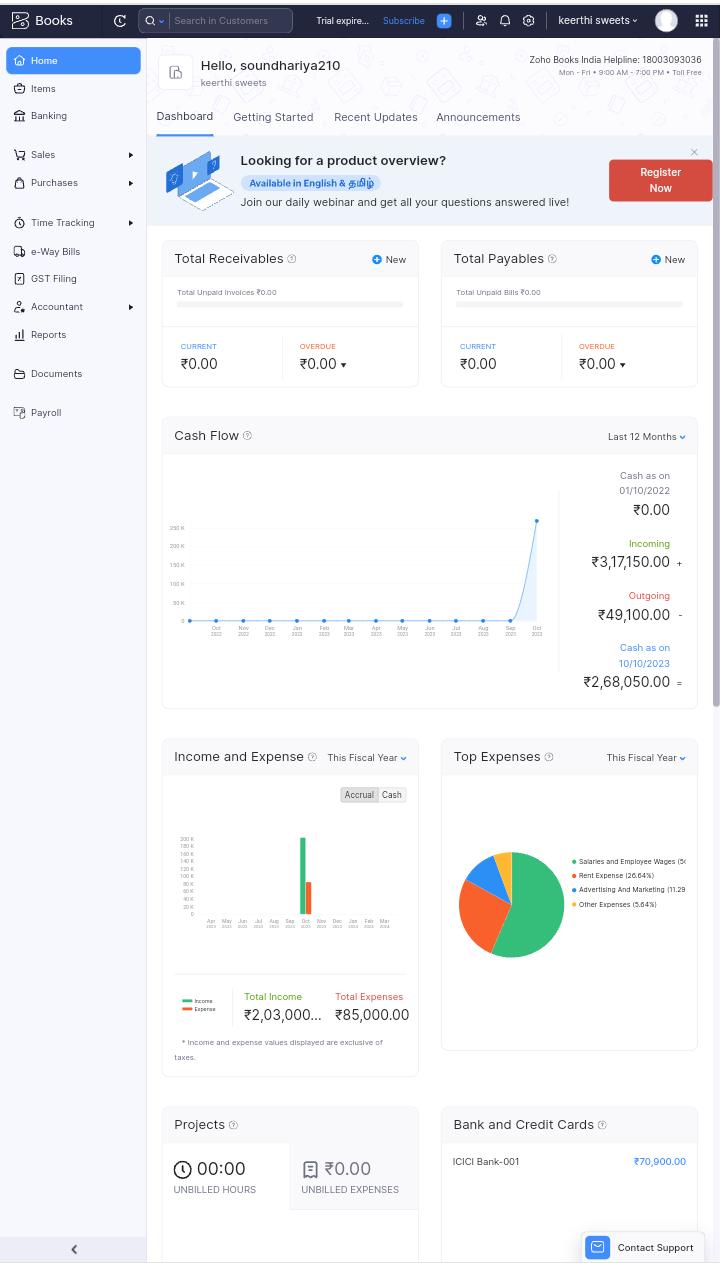 Books
Search in Customers
Trial expire...
Subscribe
keerthi sweets
Home
Items
Banking
Sales
Purchases
Time Tracking
e-Way Bills
GST Filing
Accountant
Reports
Documents
Payroll
Hello, soundhariya210
keerthi sweets
Zoho Books India Helpline: 18003093036
Mon - Fri • 9:00 AM - 7:00 PM • Toll Free
Dashboard Getting Started Recent Updates Announcements
Looking for a product overview?
Available in English & தமிழ்
Join our daily webinar and get all your questions answered live!
Register
Now
Total Receivables
New
Total Unpaid Invoices ₹0.00
CURRENT
₹0.00
OVERDUE
₹0.00
Total Payables
New
Total Unpaid Bills ₹0.00
CURRENT
₹0.00
OVERDUE
₹0.00
Cash Flow
Last 12 Months
250 K
200 K
150 K
100 K
50 K
0
Oct Nov Dec Jan Feb Mar Apr May Jun Jul Aug Sep Oct
2022 2022 2022 2023 2023 2023 2023 2023 2023 2023 2023 2023 2023
Cash as on
01/10/2022
₹0.00
Incoming
₹3,17,150.00 +
Outgoing
₹49,100.00 -
Cash as on
10/10/2023
₹2,68,050.00 =
Income and Expense
This Fiscal Year
Accrual Cash
200 K
180 K
160 K
140 K
120 K
100 K
80 K
60 K
40 K
20 K
0
Apr May Jun Jul Aug Sep Oct Nov Dec Jan Feb Mar
2023 2023 2023 2023 2023 2023 2023 2023 2023 2024 2024 2024
Income
Expense
Total Income
₹2,03,000...
Total Expenses
₹85,000.00
* Income and expense values displayed are exclusive of
taxes.
Top Expenses
This Fiscal Year
Salaries and Employee Wages (5
Rent Expense (26.64%)
Advertising And Marketing (11.29
Other Expenses (5.64%)
Projects
00:00
UNBILLED HOURS
₹0.00
UNBILLED EXPENSES
Bank and Credit Cards
ICICI Bank-001
₹70,900.00
Contact Support